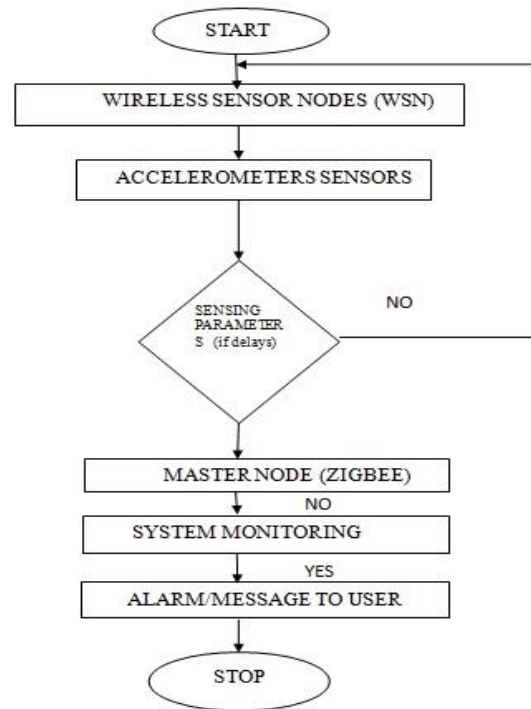 START
WIRELESS SENSOR NODES (WSN)
ACCELEROMETERS SENSORS
SENSING
PARAMETER
S (if delays)
NO
MASTER NODE (ZIGBEE)
NO
SYSTEM MONITORING
YES
ALARM/MESSAGE TO USER
STOP